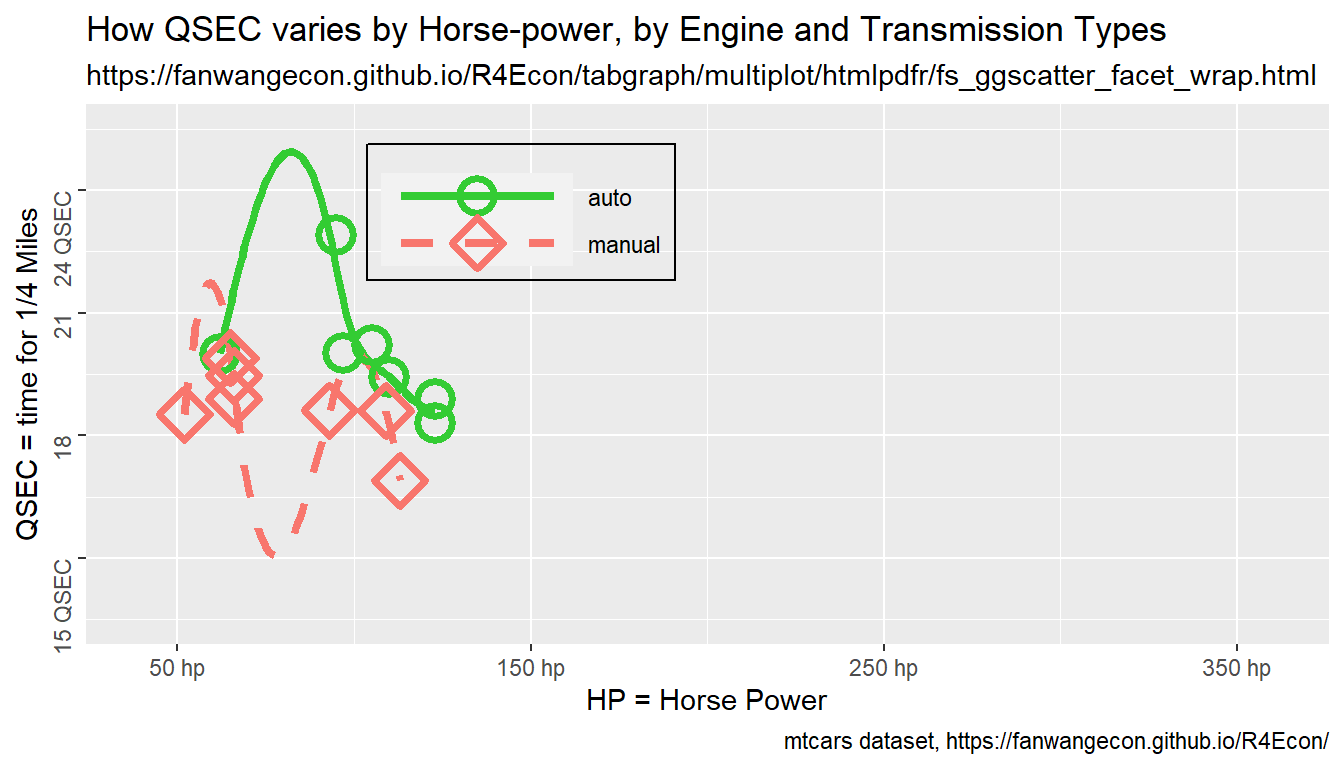 How QSEC varies by Horse-power, by Engine and Transmission Types
https://fanwangecon.github.io/R4Econ/tabgraph/multiplot/htmlpdfr/fs_ggscatter_facet_wrap.html
auto
manual
QSEC = time for 1/4 Miles
24 QSEC
21
18
15 QSEC
50 hp
150 hp
250 hp
350 hp
HP = Horse Power
mtcars dataset, https://fanwangecon.github.io/R4Econ/